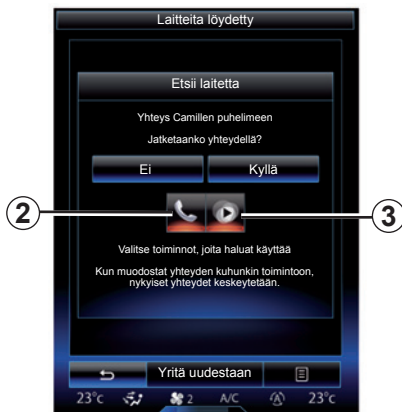 Laitteita löydetty
Etsii laitetta
Yhteys Camillen puhelimeen
Jatketaanko yhteydellä?
Ei Kyllä
2 3
Valitse toiminnot, joita haluat käyttää
Kun muodostat yhteyden kuhunkin toimintoon,
nykyiset yhteydet keskeytetään.
Yritä uudestaan
23°c 2 A/C A 23°c